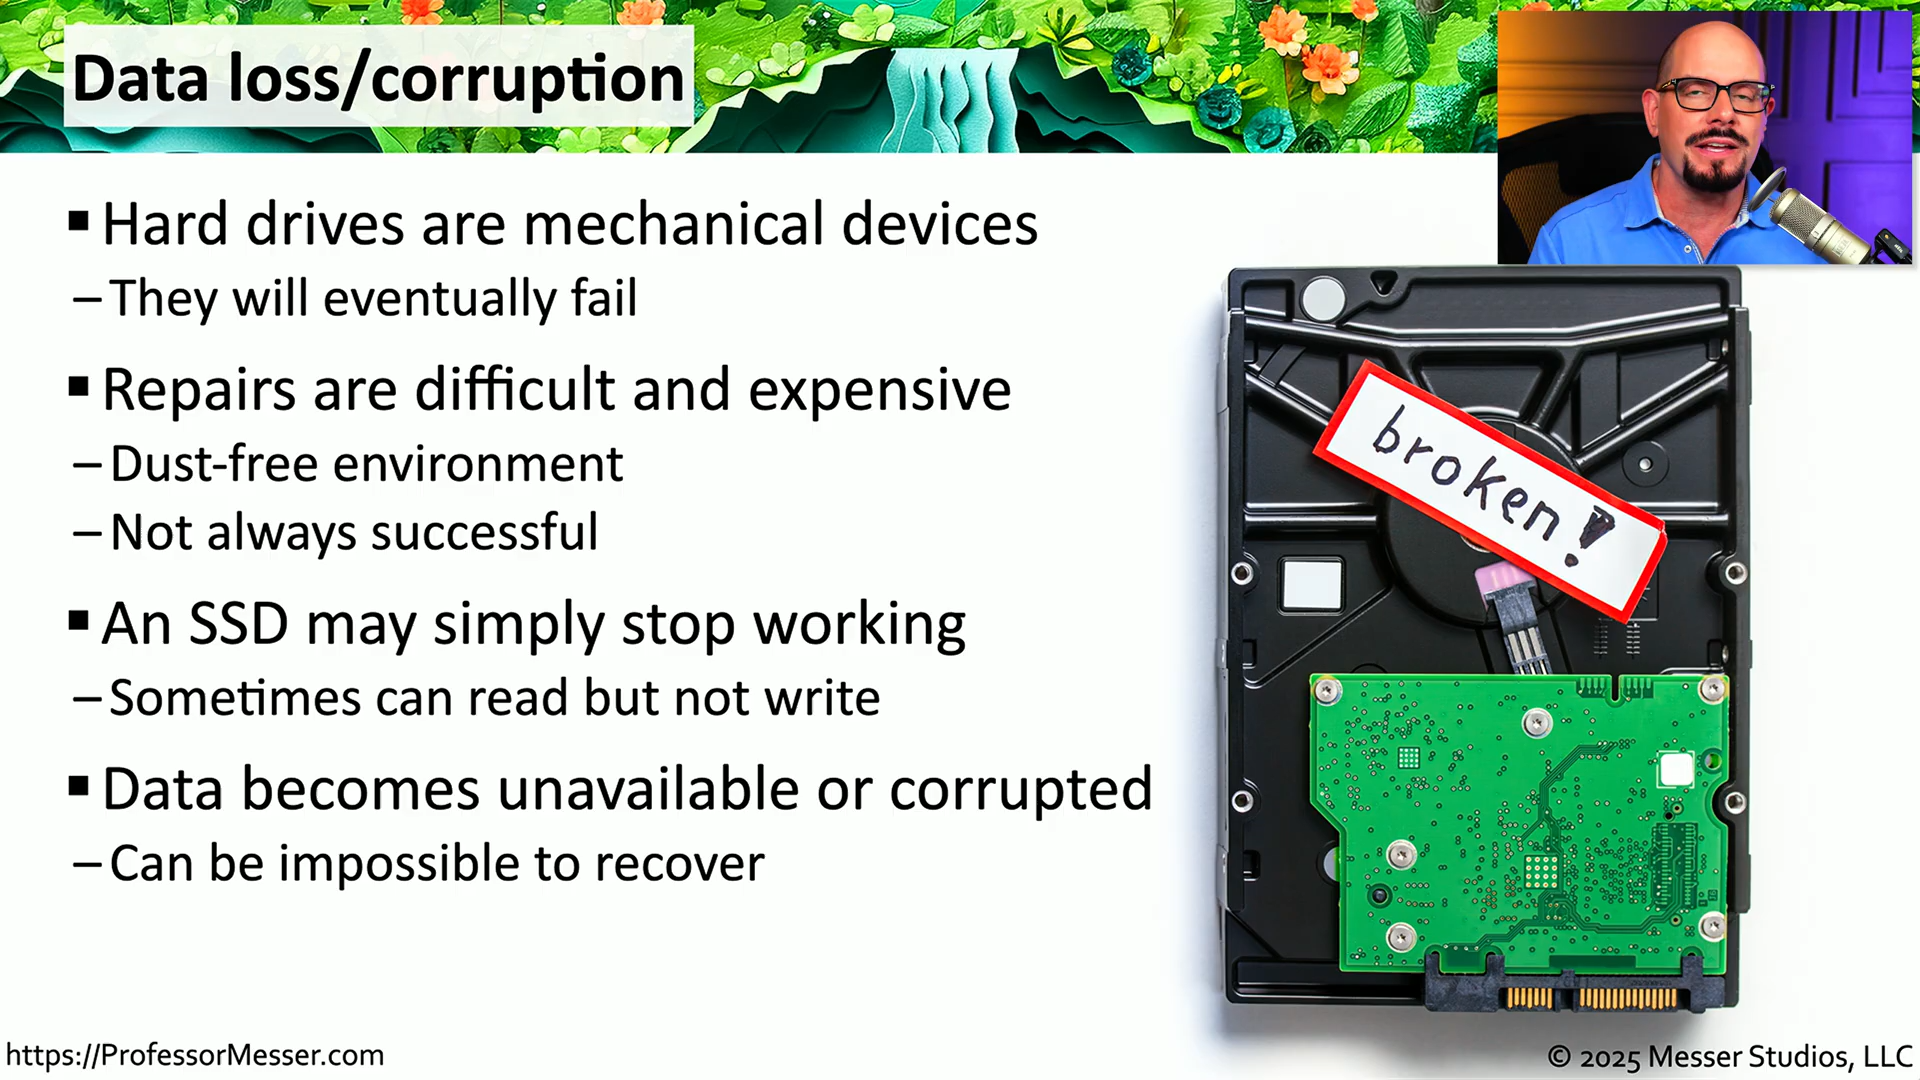 Data loss/corruption
▪ Hard drives are mechanical devices
– They will eventually fail
▪ Repairs are difficult and expensive
– Dust-free environment
– Not always successful
▪ An SSD may simply stop working
– Sometimes can read but not write
▪ Data becomes unavailable or corrupted
– Can be impossible to recover
broken!
https://ProfessorMesser.com
© 2025 Messer Studios, LLC